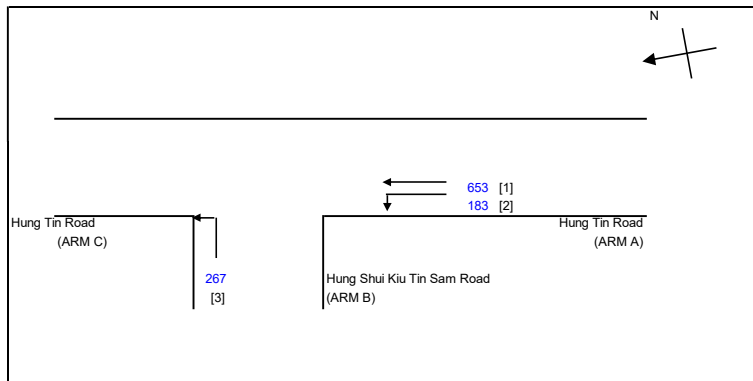 N
653 [1]
183 [2]
Hung Tin Road
(ARM C)
Hung Tin Road
(ARM A)
267
[3]
Hung Shui Kiu Tin Sam Road
(ARM B)